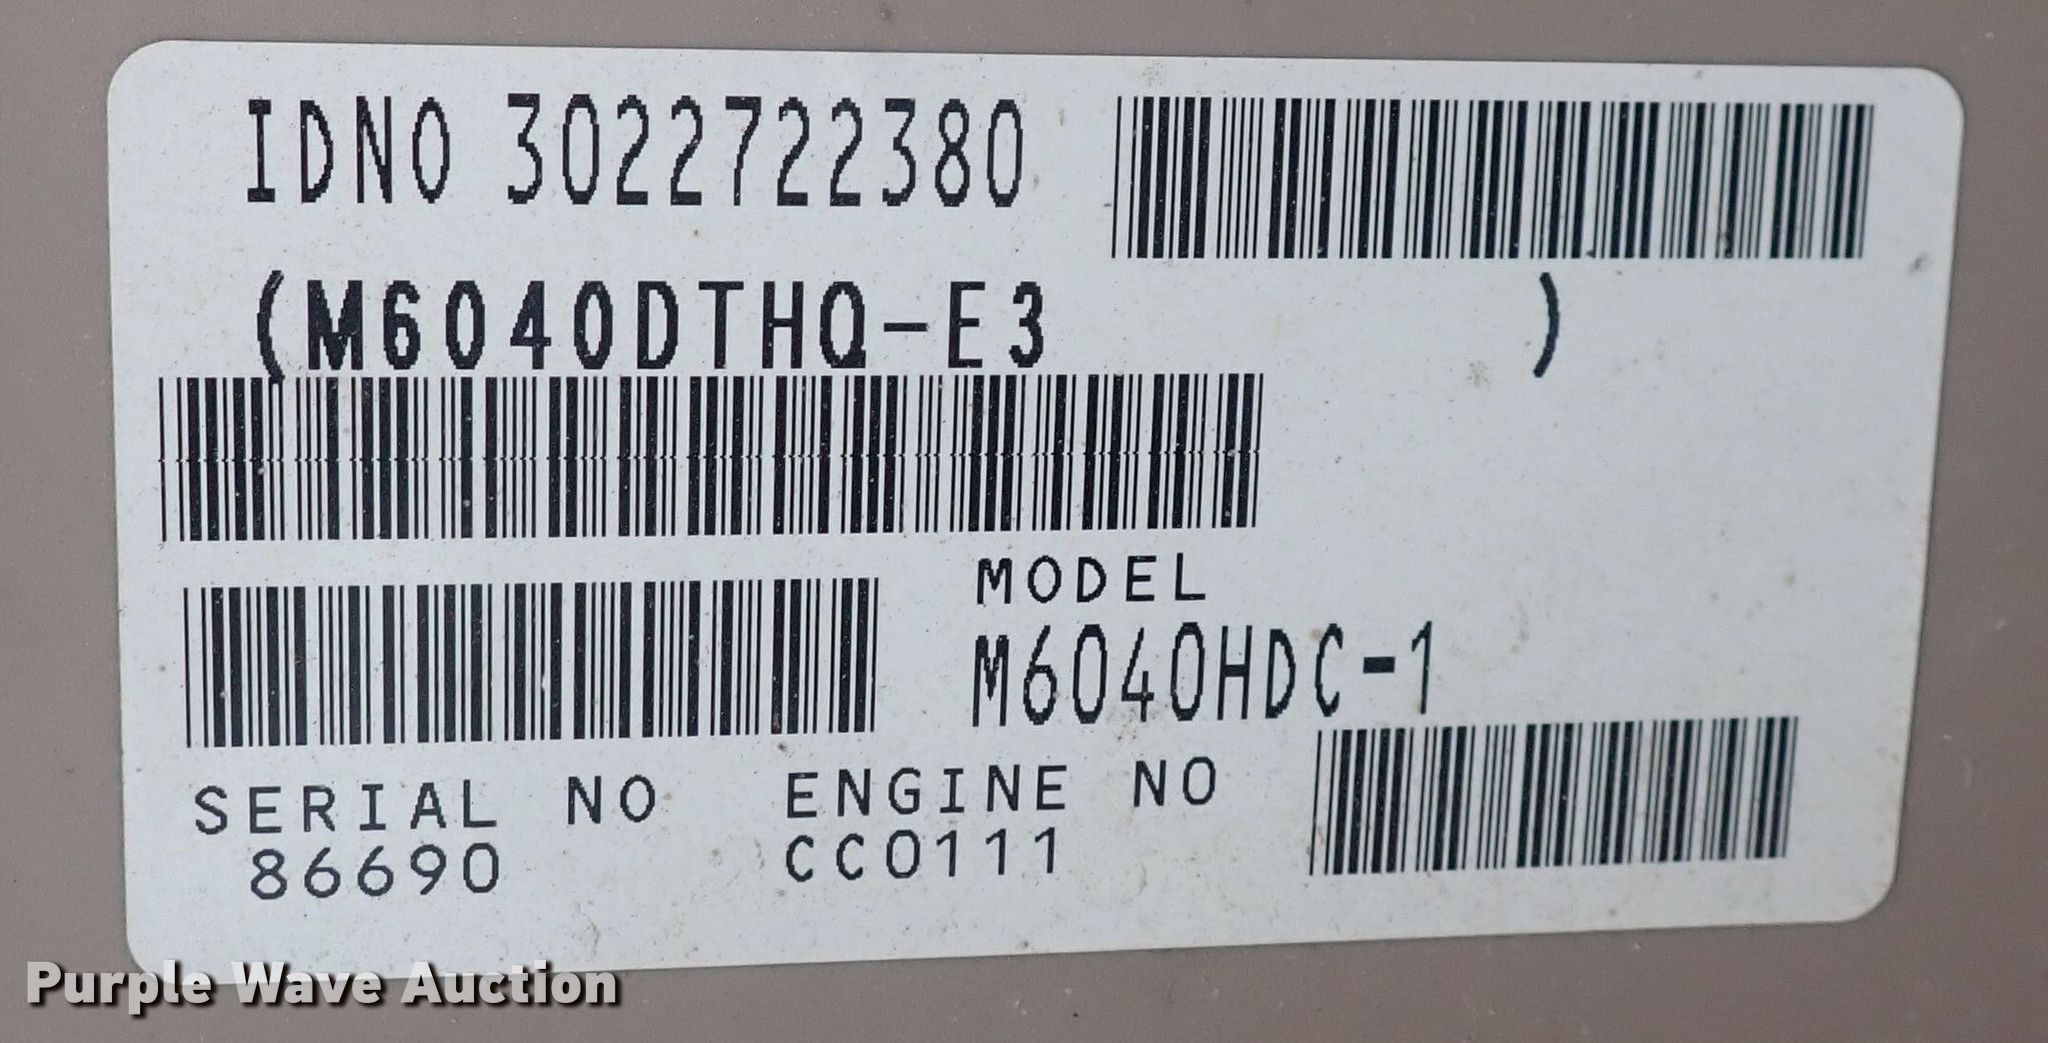 IDNO 3022722380
(M6040DTHQ-E3 )
MODEL
M6040HDC-1
SERIAL NO ENGINE NO
86690 CC0111
Purple Wave Auction